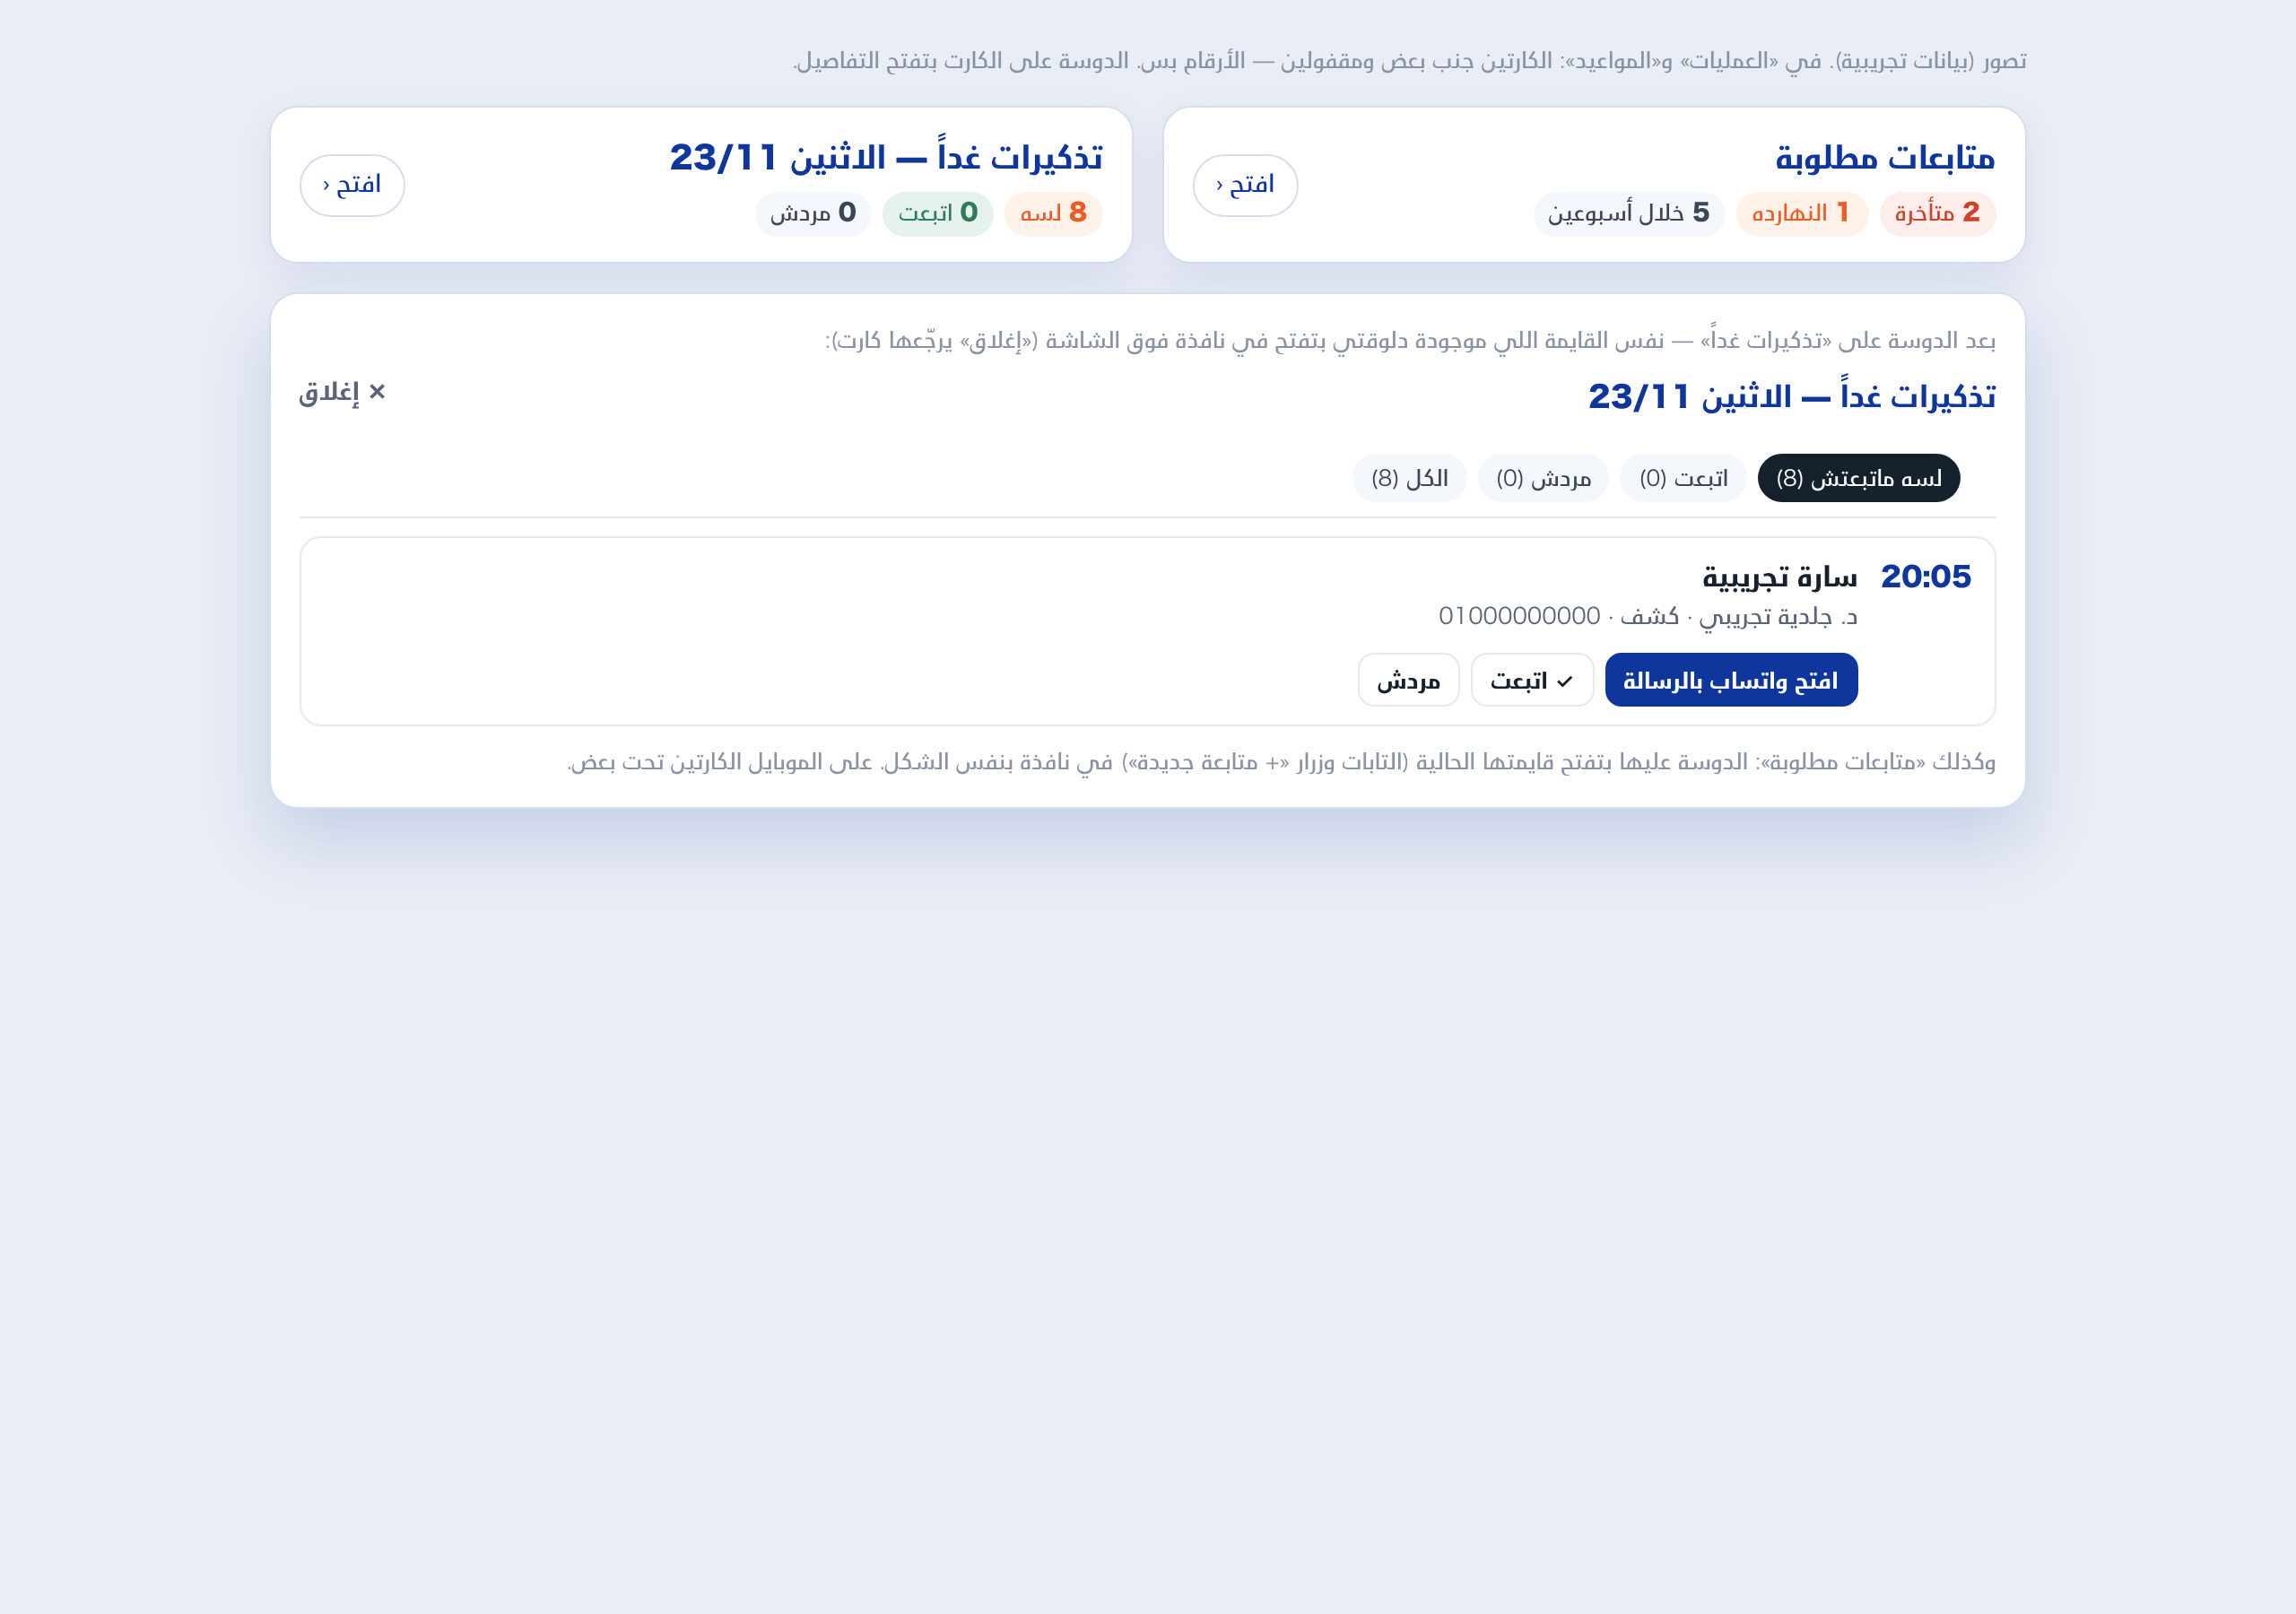 تصور (بيانات تجريبية). في «العمليات» و«المواعيد»: الكارتين جنب بعض ومقفولين — الأرقام بس. الدوسة على الكارت بتفتح التفاصيل.
متابعات مطلوبة
2 متأخرة
1 النهارده
5 خلال أسبوعين
افتح ‹
تذكيرات غداً — الاثنين 23/11
8 لسه
0 اتبعت
0 مردش
افتح ‹
بعد الدوسة على «تذكيرات غداً» — نفس القايمة اللي موجودة دلوقتي بتفتح في نافذة فوق الشاشة («إغلاق» يرجّعها كارت):
تذكيرات غداً — الاثنين 23/11
✕ إغلاق
لسه ماتبعتش (8)
اتبعت (0)
مردش (0)
الكل (8)
20:05 سارة تجريبية
د. جلدية تجريبي · كشف · 01000000000
افتح واتساب بالرسالة
✓ اتبعت
مردش
وكذلك «متابعات مطلوبة»: الدوسة عليها بتفتح قايمتها الحالية (التابات وزرار «+ متابعة جديدة») في نافذة بنفس الشكل. على الموبايل الكارتين تحت بعض.